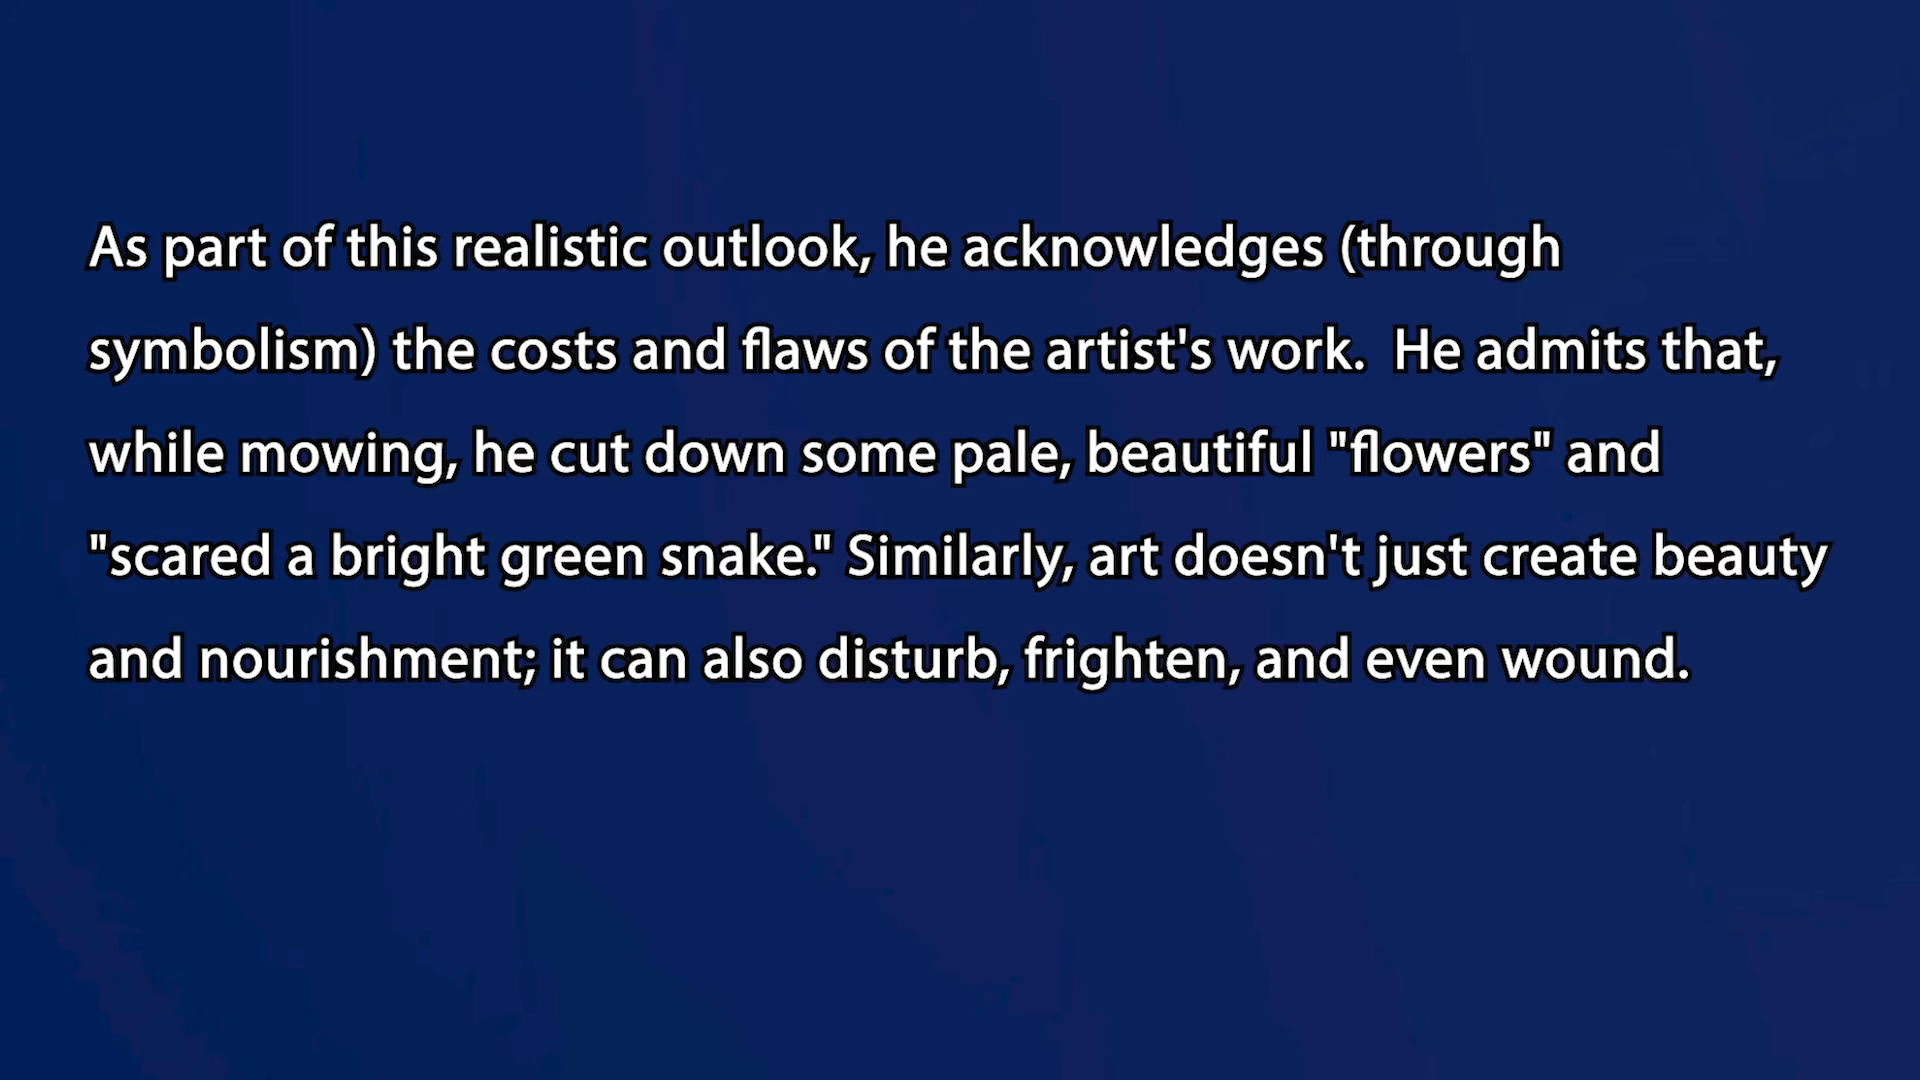 As part of this realistic outlook, he acknowledges (through
symbolism) the costs and flaws of the artist's work.  He admits that,
while mowing, he cut down some pale, beautiful "flowers" and
"scared a bright green snake." Similarly, art doesn't just create beauty
and nourishment; it can also disturb, frighten, and even wound.